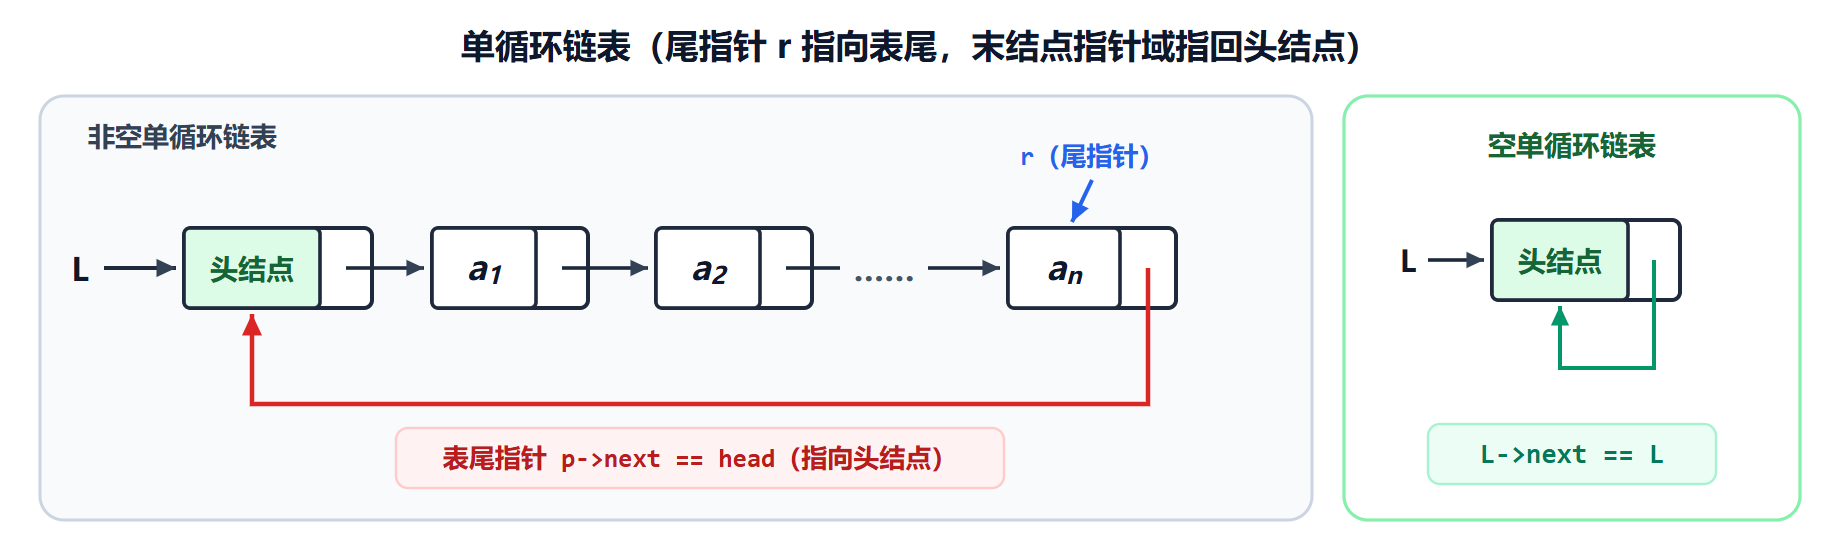 单循环链表（尾指针 r 指向表尾，末结点指针域指回头结点）
非空单循环链表
r（尾指针）
L 头结点 a1 a2 …… an
表尾指针 p->next == head（指向头结点）
空单循环链表
L 头结点
L->next == L